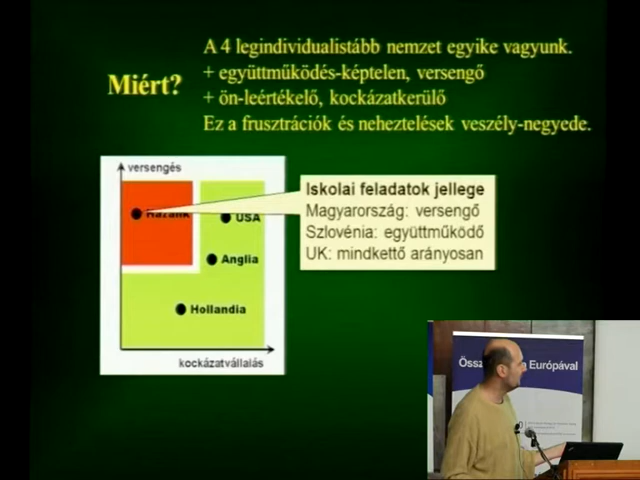 Miért?
A 4 legindividualistább nemzet egyike vagyunk.
+ együttműködés-képtelen, versengő
+ ön-leértékelő, kockázatkerülő
Ez a frusztrációk és neheztelések veszély-negyede.
versengés
Hazánk
USA
Anglia
Hollandia
kockázatvállalás
Iskolai feladatok jellege
Magyarország: versengő
Szlovénia: együttműködő
UK: mindkettő arányosan
Össz
Európával